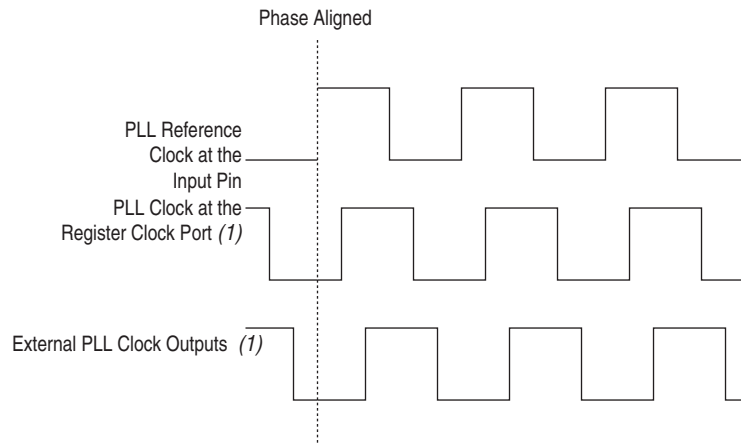 Phase Aligned
PLL Reference
Clock at the
Input Pin
PLL Clock at the
Register Clock Port (1)
External PLL Clock Outputs (1)